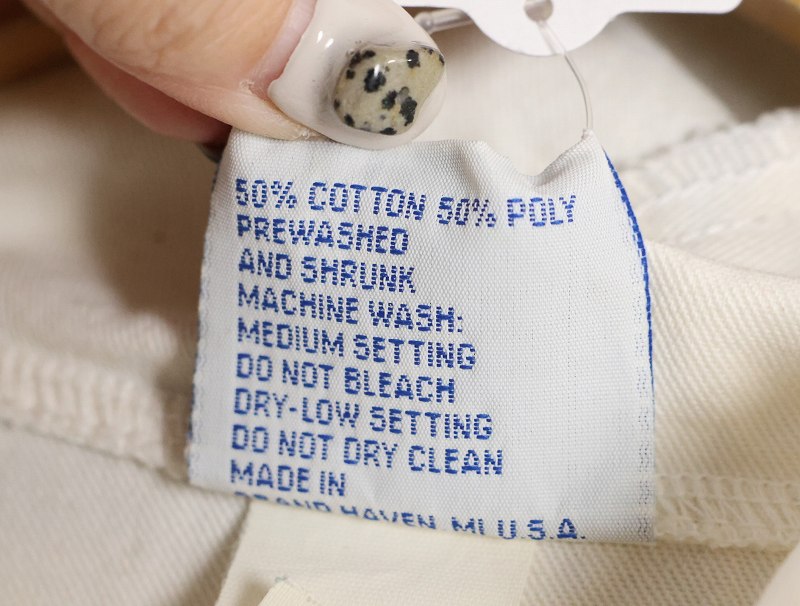 50% COTTON 50% POLY
PREWASHED
AND SHRUNK
MACHINE WASH:
MEDIUM SETTING
DO NOT BLEACH
DRY-LOW SETTING
DO NOT DRY CLEAN
MADE IN
GRAND HAVEN, MI U.S.A.